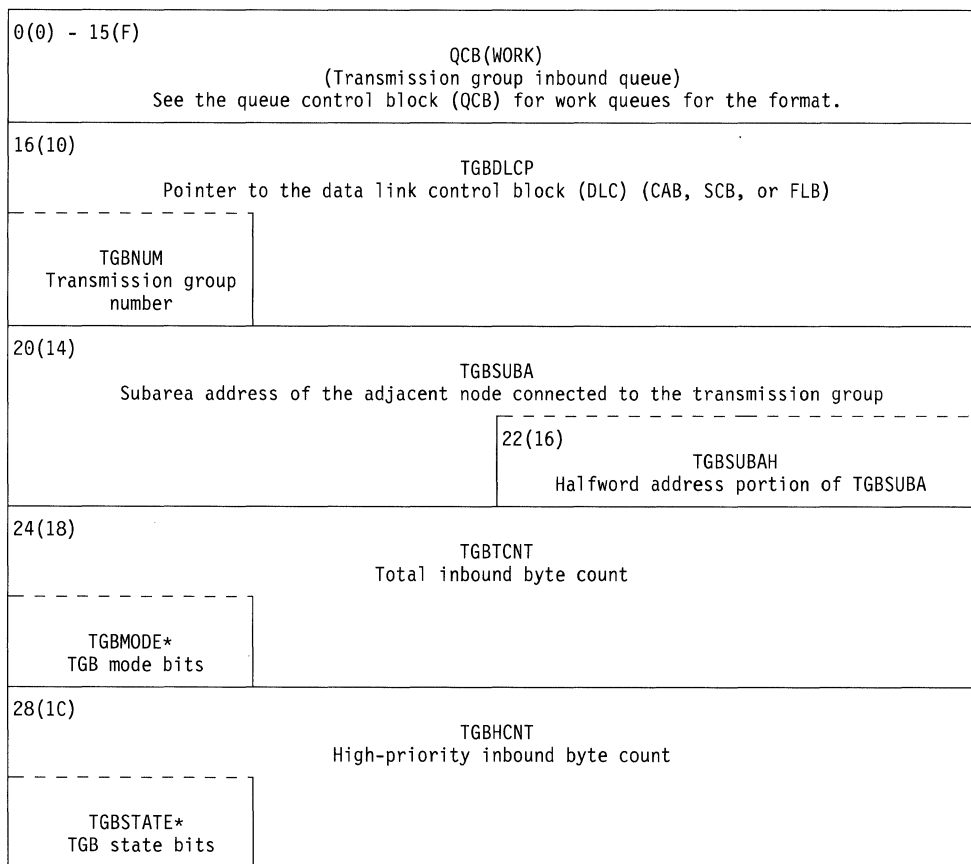 0(0) - 15(F)
QCB(WORK)
(Transmission group inbound queue)
See the queue control block (QCB) for work queues for the format.
16(10)
TGBDLCP
Pointer to the data link control block (DLC) (CAB, SCB, or FLB)
TGBNUM
Transmission group
number
20(14)
TGBSUBA
Subarea address of the adjacent node connected to the transmission group
22(16)
TGBSUBAH
Halfword address portion of TGBSUBA
24(18)
TGBTCNT
Total inbound byte count
TGBMODE*
TGB mode bits
28(1C)
TGBHCNT
High-priority inbound byte count
TGBSTATE*
TGB state bits